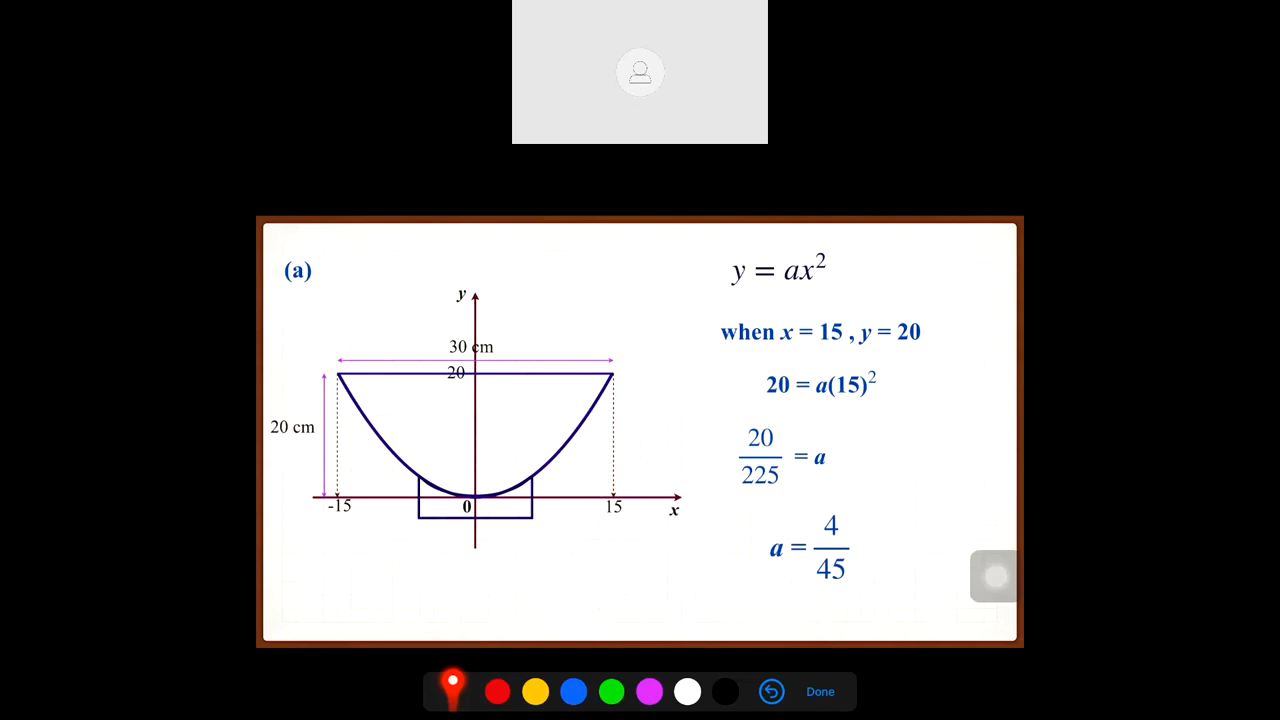 (a)
y = ax²
y
when x = 15 , y = 20
30 cm
20
20 = a(15)²
20 cm
20/225 = a
-15
0
15
x
a = 4/45
Done